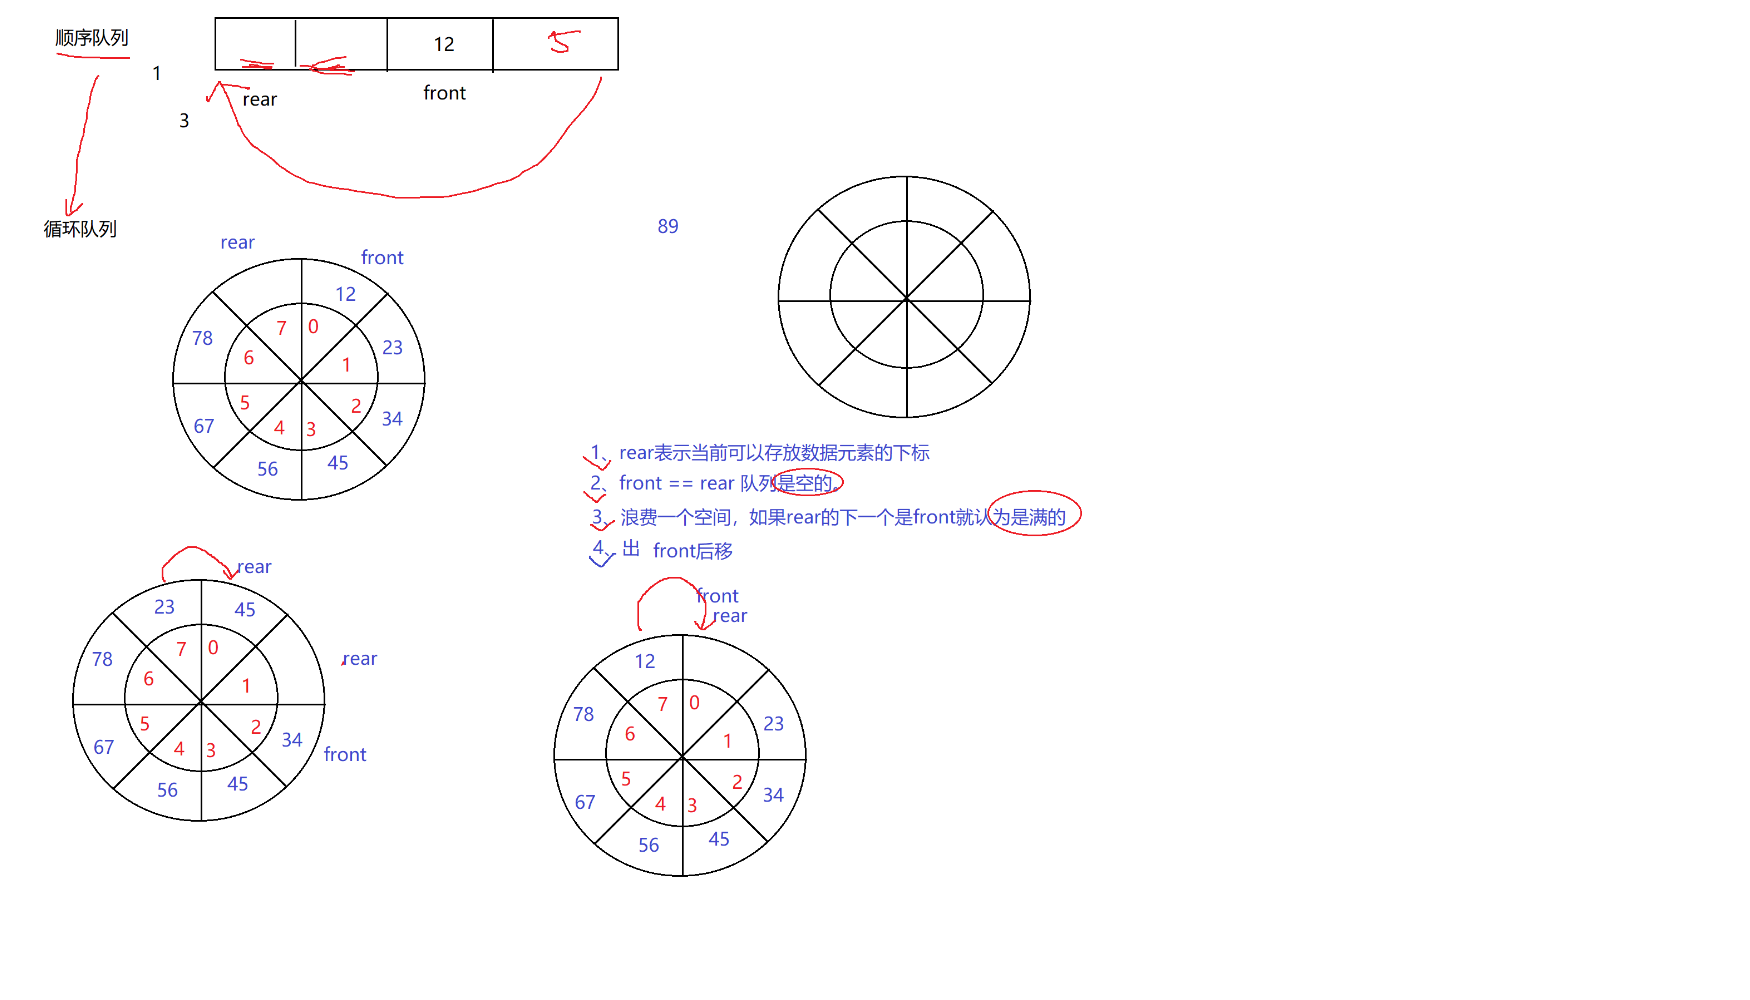 顺序队列
12 5
1
rear front
3
循环队列
89
rear
front
12
78 7 0 23
6 1
5 2
67 4 3 34
56 45
1、rear表示当前可以存放数据元素的下标
2、front == rear 队列是空的。
3、浪费一个空间，如果rear的下一个是front就认为是满的
4、出 front后移
rear
23 45
rear
78 7 0
6 1
5 2
67 4 3 34
front
56 45
front
rear
12
78 7 0 23
6 1
5 2
67 4 3 34
56 45